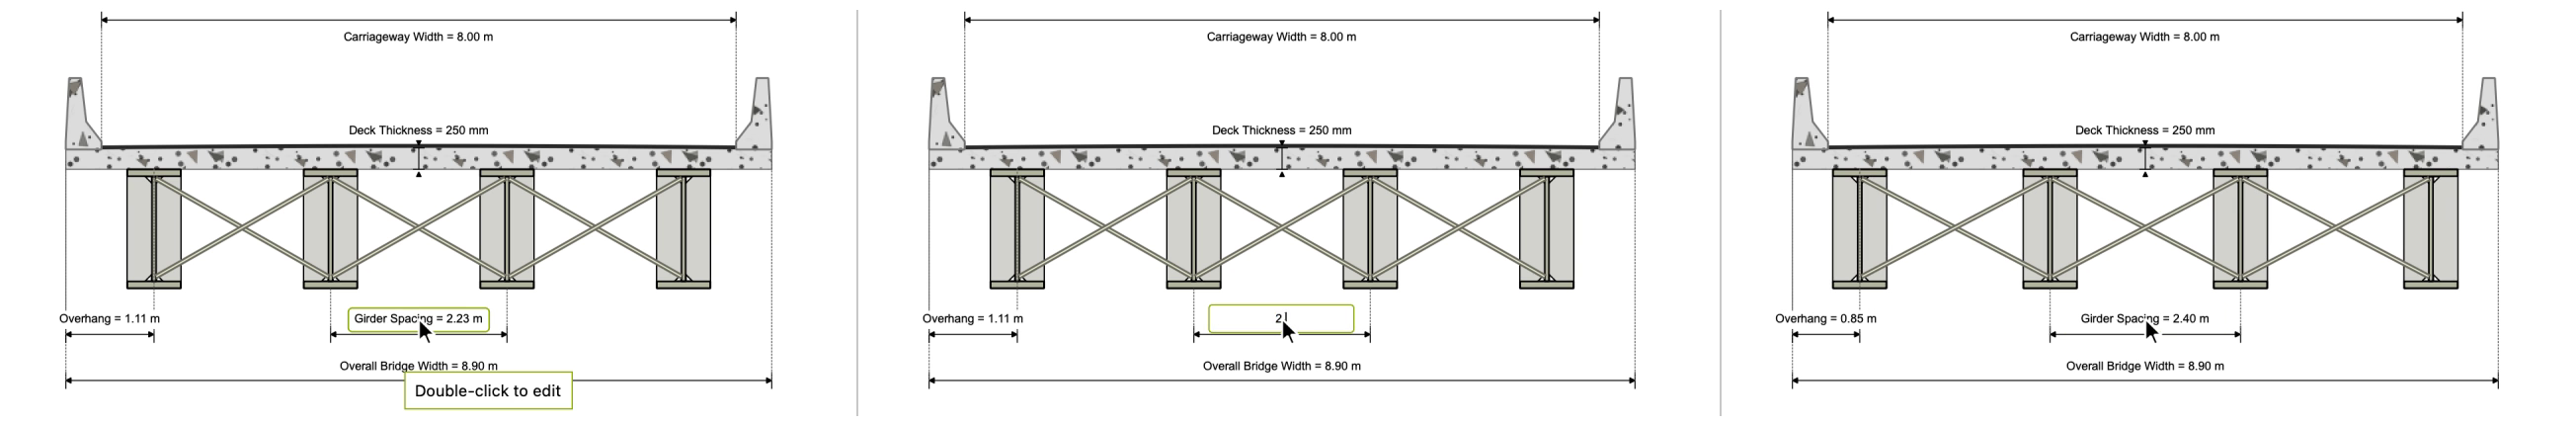 Carriageway Width = 8.00 m
Deck Thickness = 250 mm
Overhang = 1.11 m
Girder Spacing = 2.23 m
Overall Bridge Width = 8.90 m
Double-click to edit
Carriageway Width = 8.00 m
Deck Thickness = 250 mm
Overhang = 1.11 m
2
Overall Bridge Width = 8.90 m
Carriageway Width = 8.00 m
Deck Thickness = 250 mm
Overhang = 0.85 m
Girder Spacing = 2.40 m
Overall Bridge Width = 8.90 m